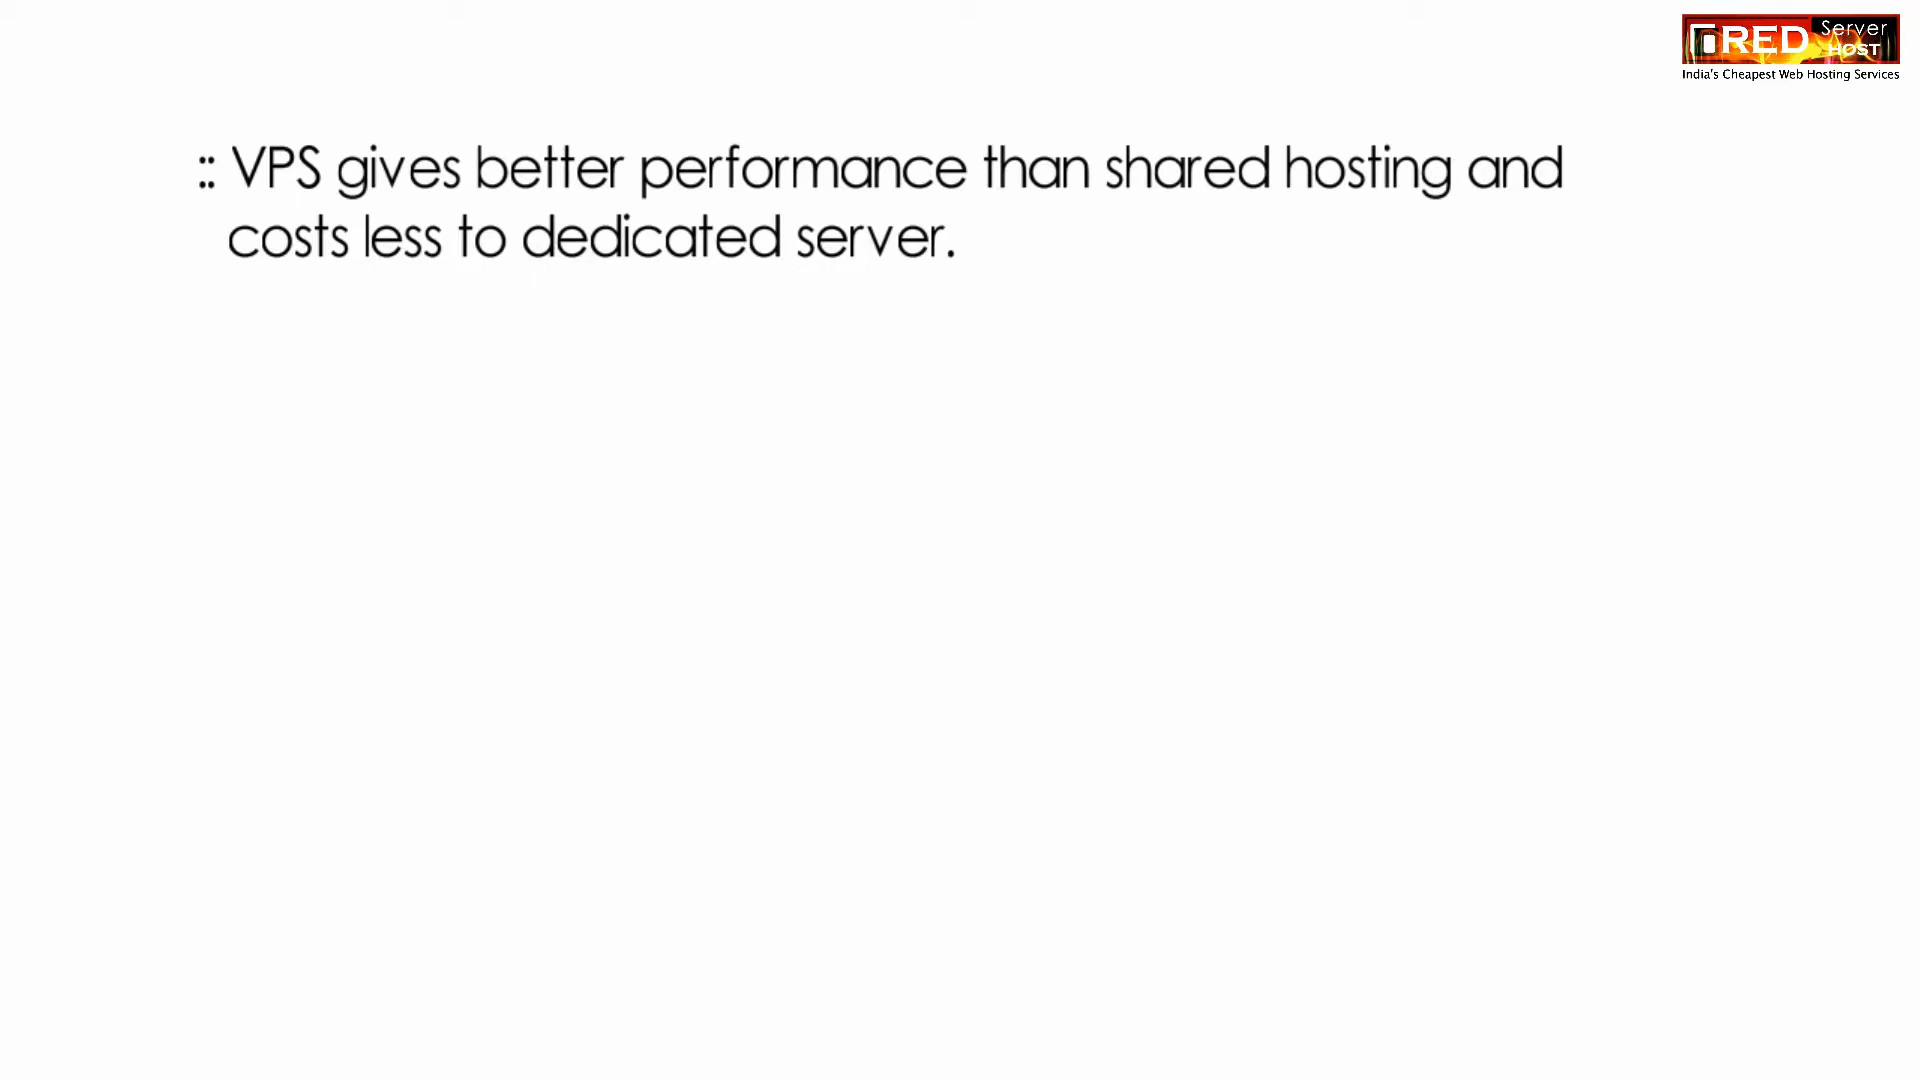 RED Server
HOST
India's Cheapest Web Hosting Services
:: VPS gives better performance than shared hosting and
costs less to dedicated server.